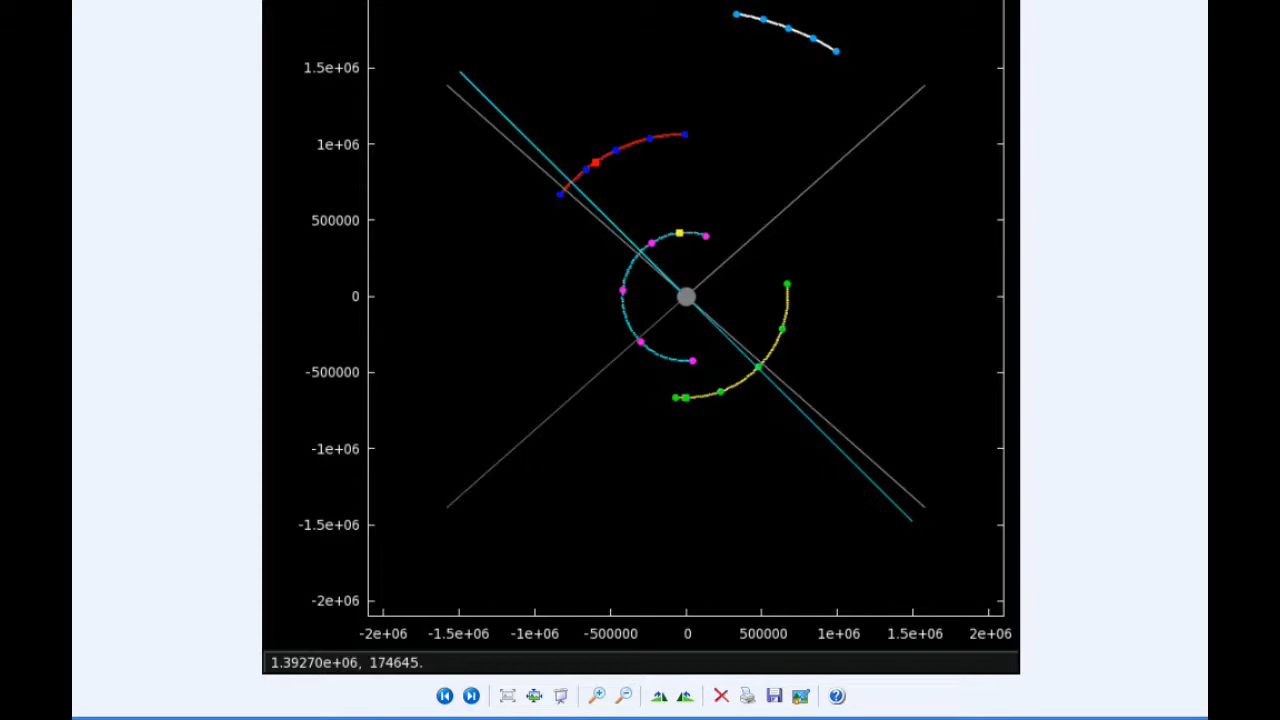 1.5e+06
1e+06
500000
0
-500000
-1e+06
-1.5e+06
-2e+06
-2e+06 -1.5e+06 -1e+06 -500000 0 500000 1e+06 1.5e+06 2e+06
1.39270e+06, 174645.